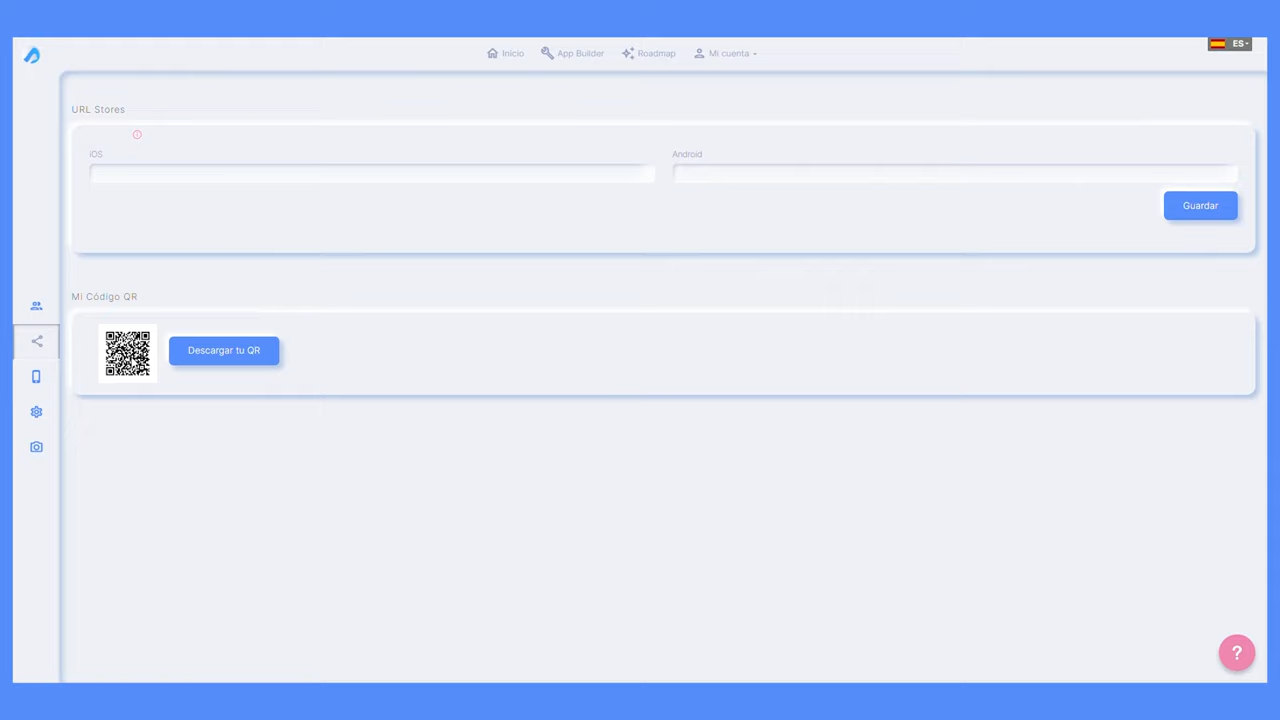 Inicio
App Builder
Roadmap
Mi cuenta
ES
URL Stores
iOS
Android
Guardar
Mi Código QR
Descargar tu QR
?